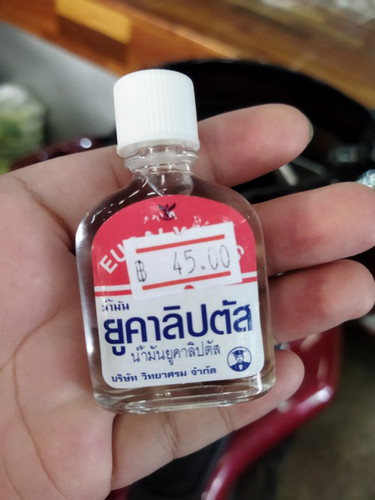 ฿ 45.00
น้ำมัน
ยูคาลิปตัส
น้ำมันยูคาลิปตัส
บริษัท วิทยาศรม จำกัด